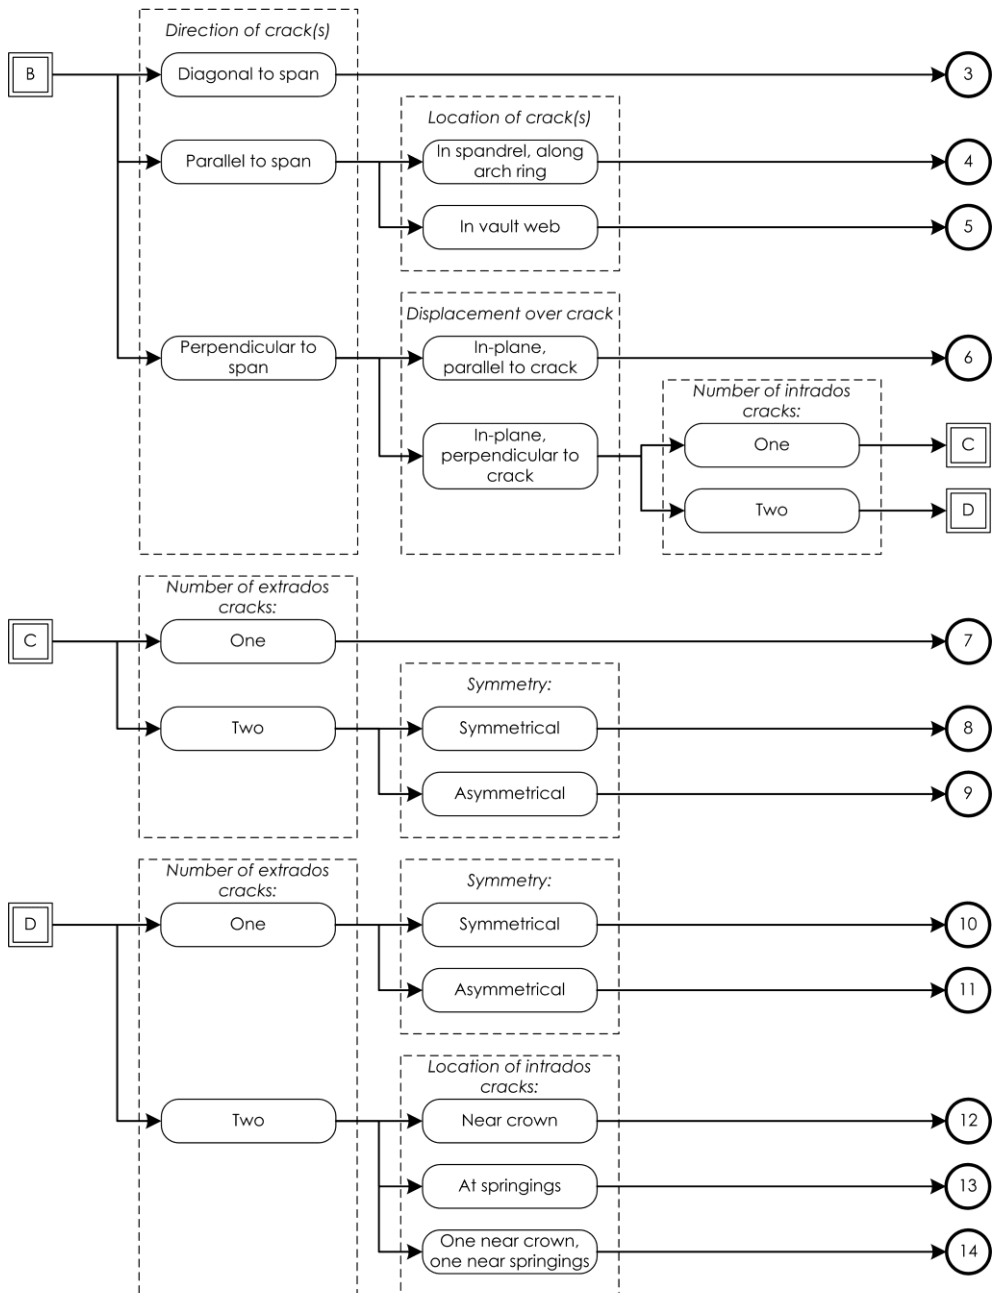 Direction of crack(s)
B
Diagonal to span
3
Location of crack(s)
Parallel to span
In spandrel, along
arch ring
4
In vault web
5
Displacement over crack
Perpendicular to
span
In-plane,
parallel to crack
6
Number of intrados
cracks:
In-plane,
perpendicular to
crack
One
C
Two
D
Number of extrados
cracks:
C
One
7
Symmetry:
Two
Symmetrical
8
Asymmetrical
9
Number of extrados
cracks:
Symmetry:
D
One
Symmetrical
10
Asymmetrical
11
Location of intrados
cracks:
Two
Near crown
12
At springings
13
One near crown,
one near springings
14